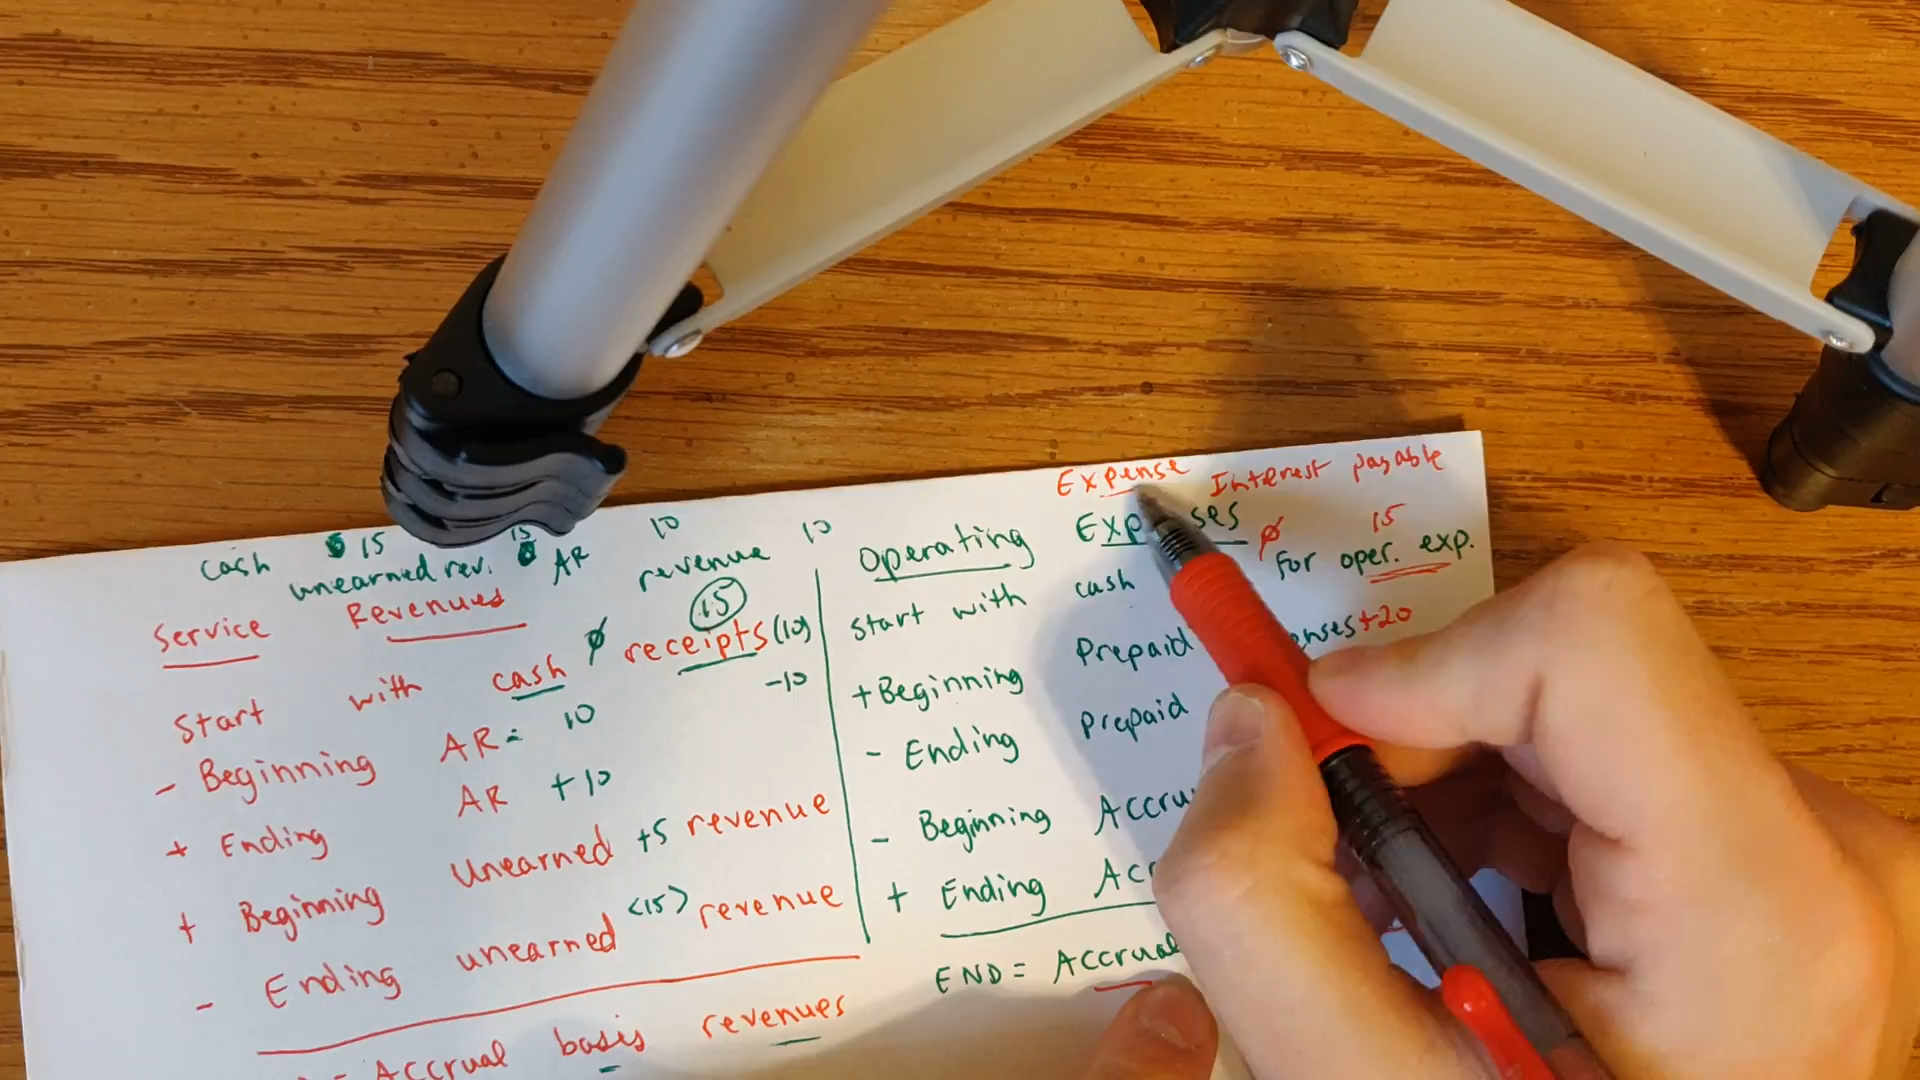 cash 15 unearned rev. 15 AR 10 revenue 10
Service Revenues
Start with cash ∅ receipts (10) 15
- Beginning AR = 10 -10
+ Ending AR +10
+ Beginning Unearned +5 revenue
- Ending unearned <15> revenue
= Accrual basis revenues
Expense Interest payable
Operating Expenses ∅ 15
start with cash for oper. exp.
+ Beginning Prepaid +20
- Ending Prepaid
- Beginning
+ Ending
END = Accrual